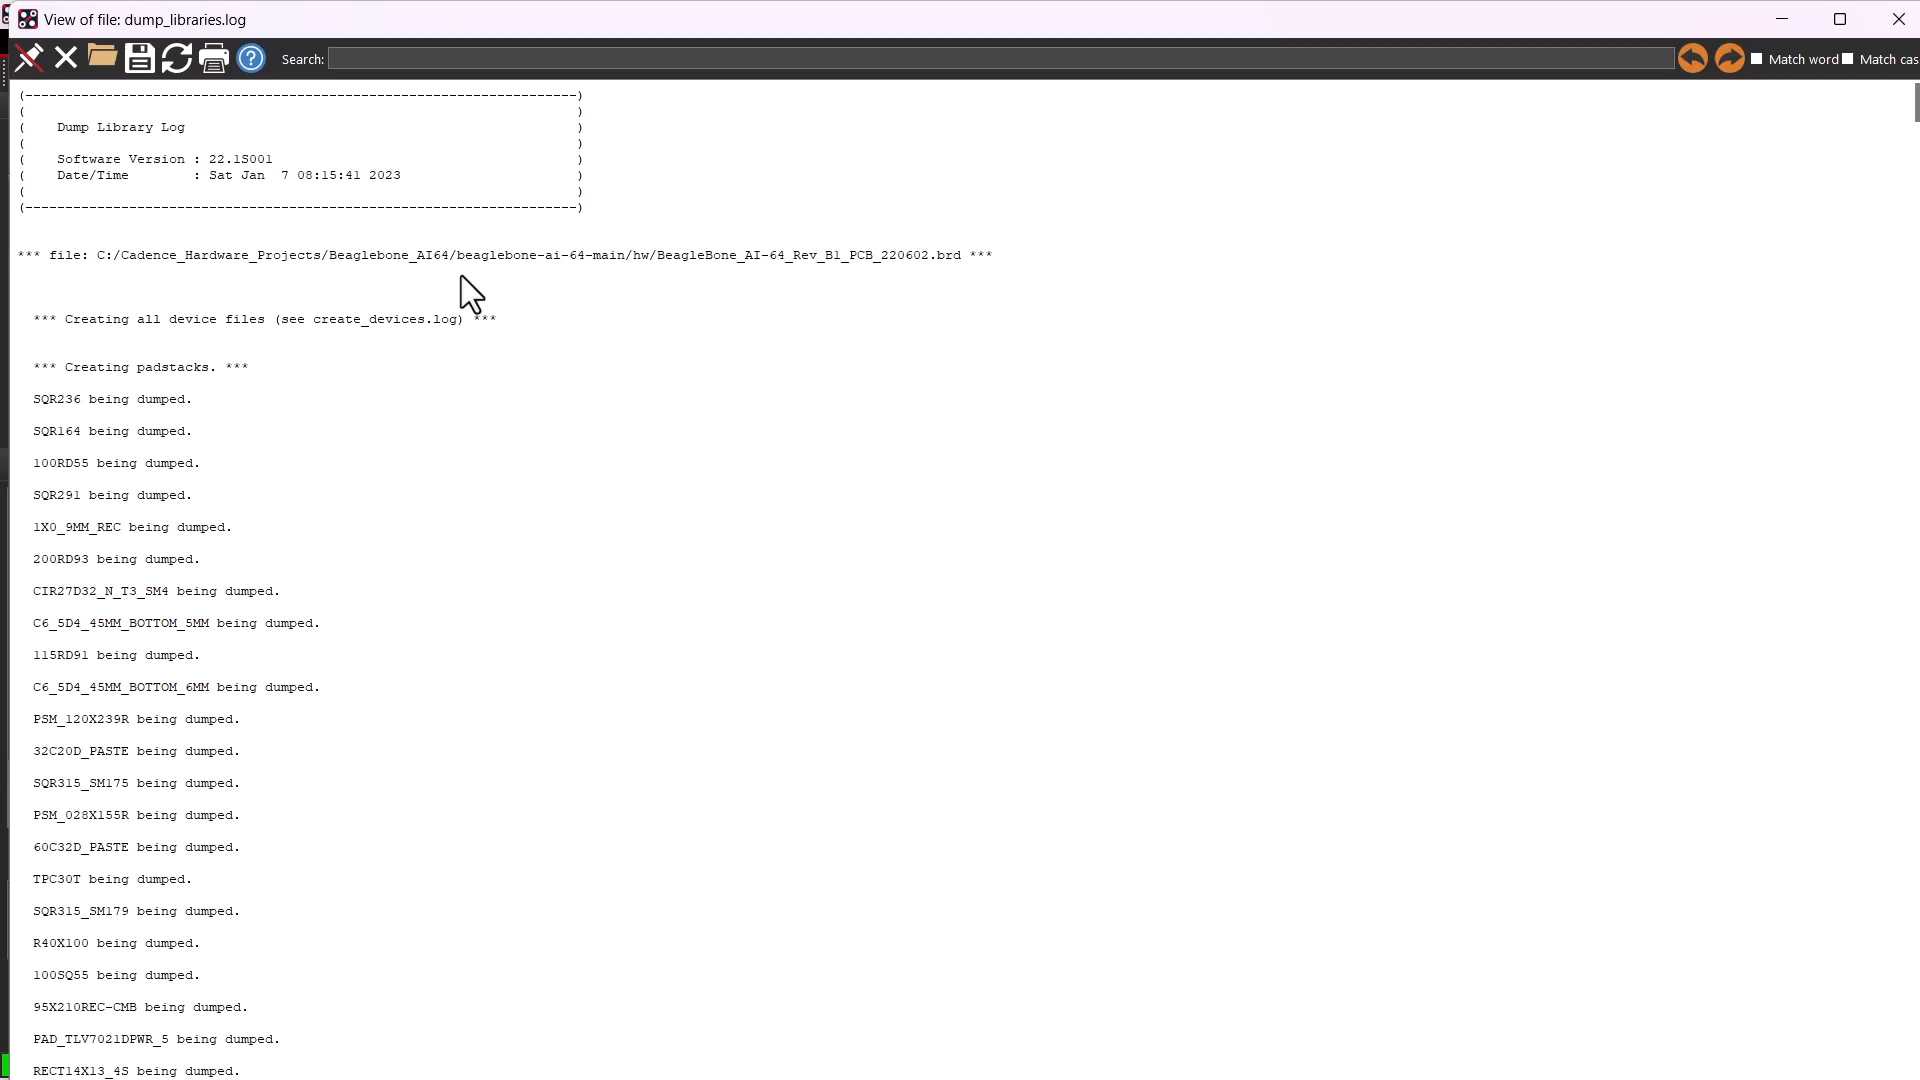 View of file: dump_libraries.log
Search:
Match word
Match cas
(---------------------------------------------------------------------)
( )
( Dump Library Log )
( )
( Software Version : 22.1S001 )
( Date/Time : Sat Jan 7 08:15:41 2023 )
( )
(---------------------------------------------------------------------)
*** file: C:/Cadence_Hardware_Projects/Beaglebone_AI64/beaglebone-ai-64-main/hw/BeagleBone_AI-64_Rev_B1_PCB_220602.brd ***
*** Creating all device files (see create_devices.log) ***
*** Creating padstacks. ***
SQR236 being dumped.
SQR164 being dumped.
100RD55 being dumped.
SQR291 being dumped.
1X0_9MM_REC being dumped.
200RD93 being dumped.
CIR27D32_N_T3_SM4 being dumped.
C6_5D4_45MM_BOTTOM_5MM being dumped.
115RD91 being dumped.
C6_5D4_45MM_BOTTOM_6MM being dumped.
PSM_120X239R being dumped.
32C20D_PASTE being dumped.
SQR315_SM175 being dumped.
PSM_028X155R being dumped.
60C32D_PASTE being dumped.
TPC30T being dumped.
SQR315_SM179 being dumped.
R40X100 being dumped.
100SQ55 being dumped.
95X210REC-CMB being dumped.
PAD_TLV7021DPWR_5 being dumped.
RECT14X13_4S being dumped.